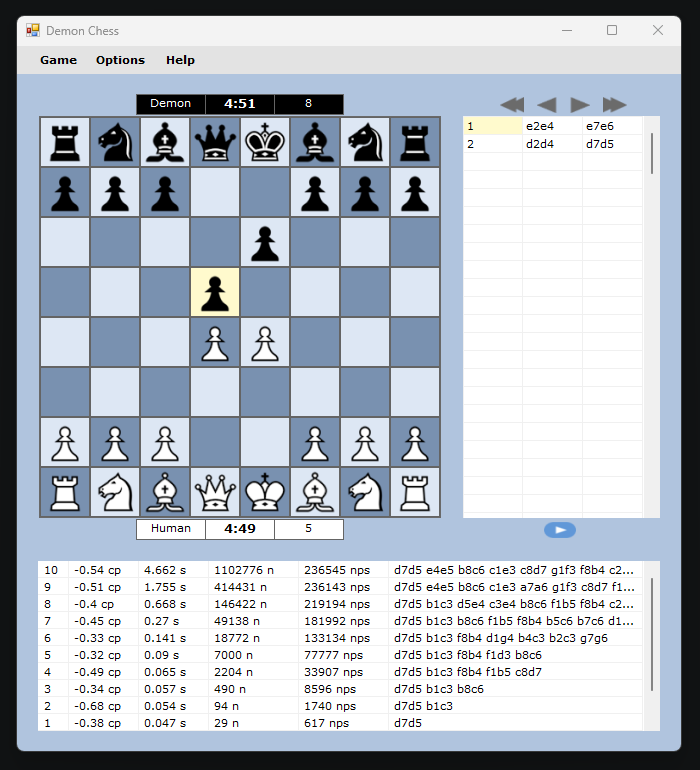 Demon Chess
Game Options Help
Demon 4:51 8
1 e2e4 e7e6
2 d2d4 d7d5
Human 4:49 5
10 -0.54 cp 4.662 s 1102776 n 236545 nps d7d5 e4e5 b8c6 c1e3 c8d7 g1f3 f8b4 c2...
9 -0.51 cp 1.755 s 414431 n 236143 nps d7d5 e4e5 b8c6 c1e3 a7a6 g1f3 c8d7 f1...
8 -0.4 cp 0.668 s 146422 n 219194 nps d7d5 b1c3 d5e4 c3e4 b8c6 f1b5 f8b4 c2...
7 -0.45 cp 0.27 s 49138 n 181992 nps d7d5 b1c3 b8c6 f1b5 f8b4 b5c6 b7c6 d1...
6 -0.33 cp 0.141 s 18772 n 133134 nps d7d5 b1c3 f8b4 d1g4 b4c3 b2c3 g7g6
5 -0.32 cp 0.09 s 7000 n 77777 nps d7d5 b1c3 f8b4 f1d3 b8c6
4 -0.49 cp 0.065 s 2204 n 33907 nps d7d5 b1c3 f8b4 f1b5 c8d7
3 -0.34 cp 0.057 s 490 n 8596 nps d7d5 b1c3 b8c6
2 -0.68 cp 0.054 s 94 n 1740 nps d7d5 b1c3
1 -0.38 cp 0.047 s 29 n 617 nps d7d5